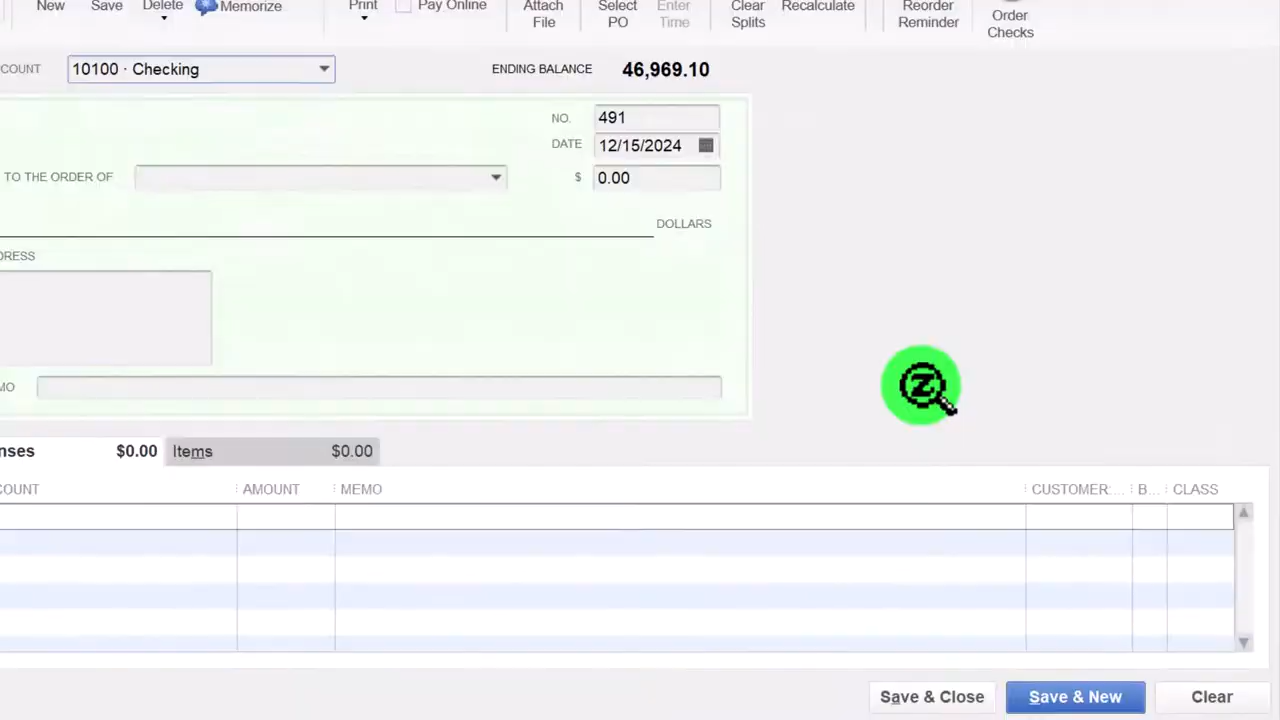 New Save Delete Memorize Print Pay Online Attach File Select PO Enter Time Clear Splits Recalculate Reorder Reminder Order Checks
COUNT 10100 · Checking ENDING BALANCE 46,969.10
NO. 491
DATE 12/15/2024
TO THE ORDER OF $ 0.00
DOLLARS
DRESS
MO
nses $0.00 Items $0.00
COUNT AMOUNT MEMO CUSTOMER:... B... CLASS
Save & Close Save & New Clear